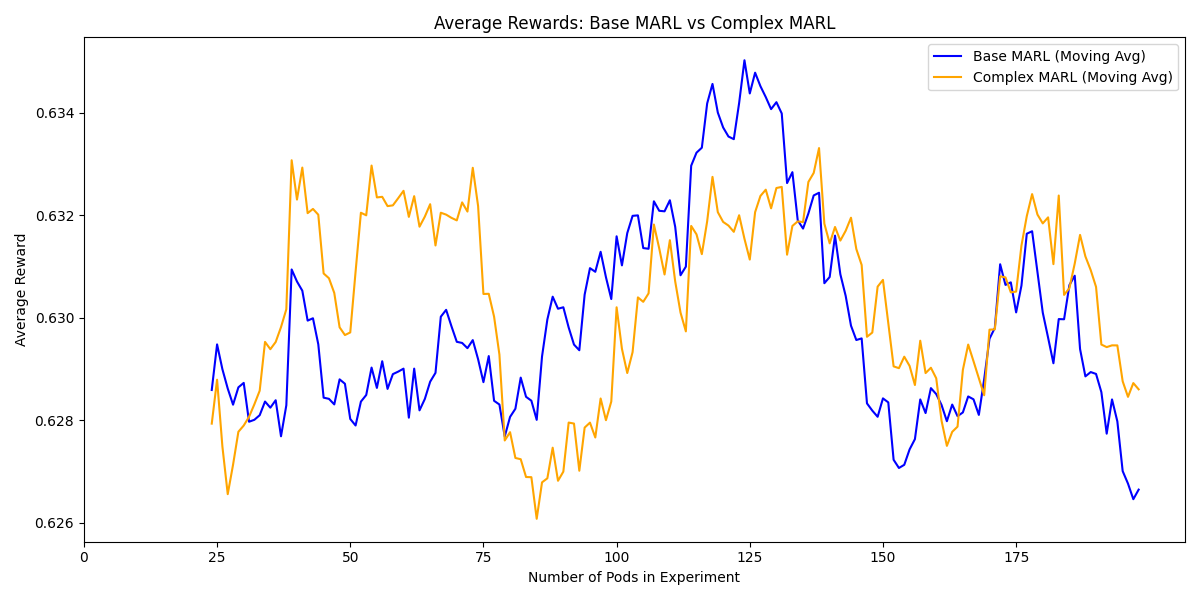 Average Rewards: Base MARL vs Complex MARL
Base MARL (Moving Avg)
Complex MARL (Moving Avg)
Average Reward
0.634
0.632
0.630
0.628
0.626
0
25
50
75
100
125
150
175
Number of Pods in Experiment